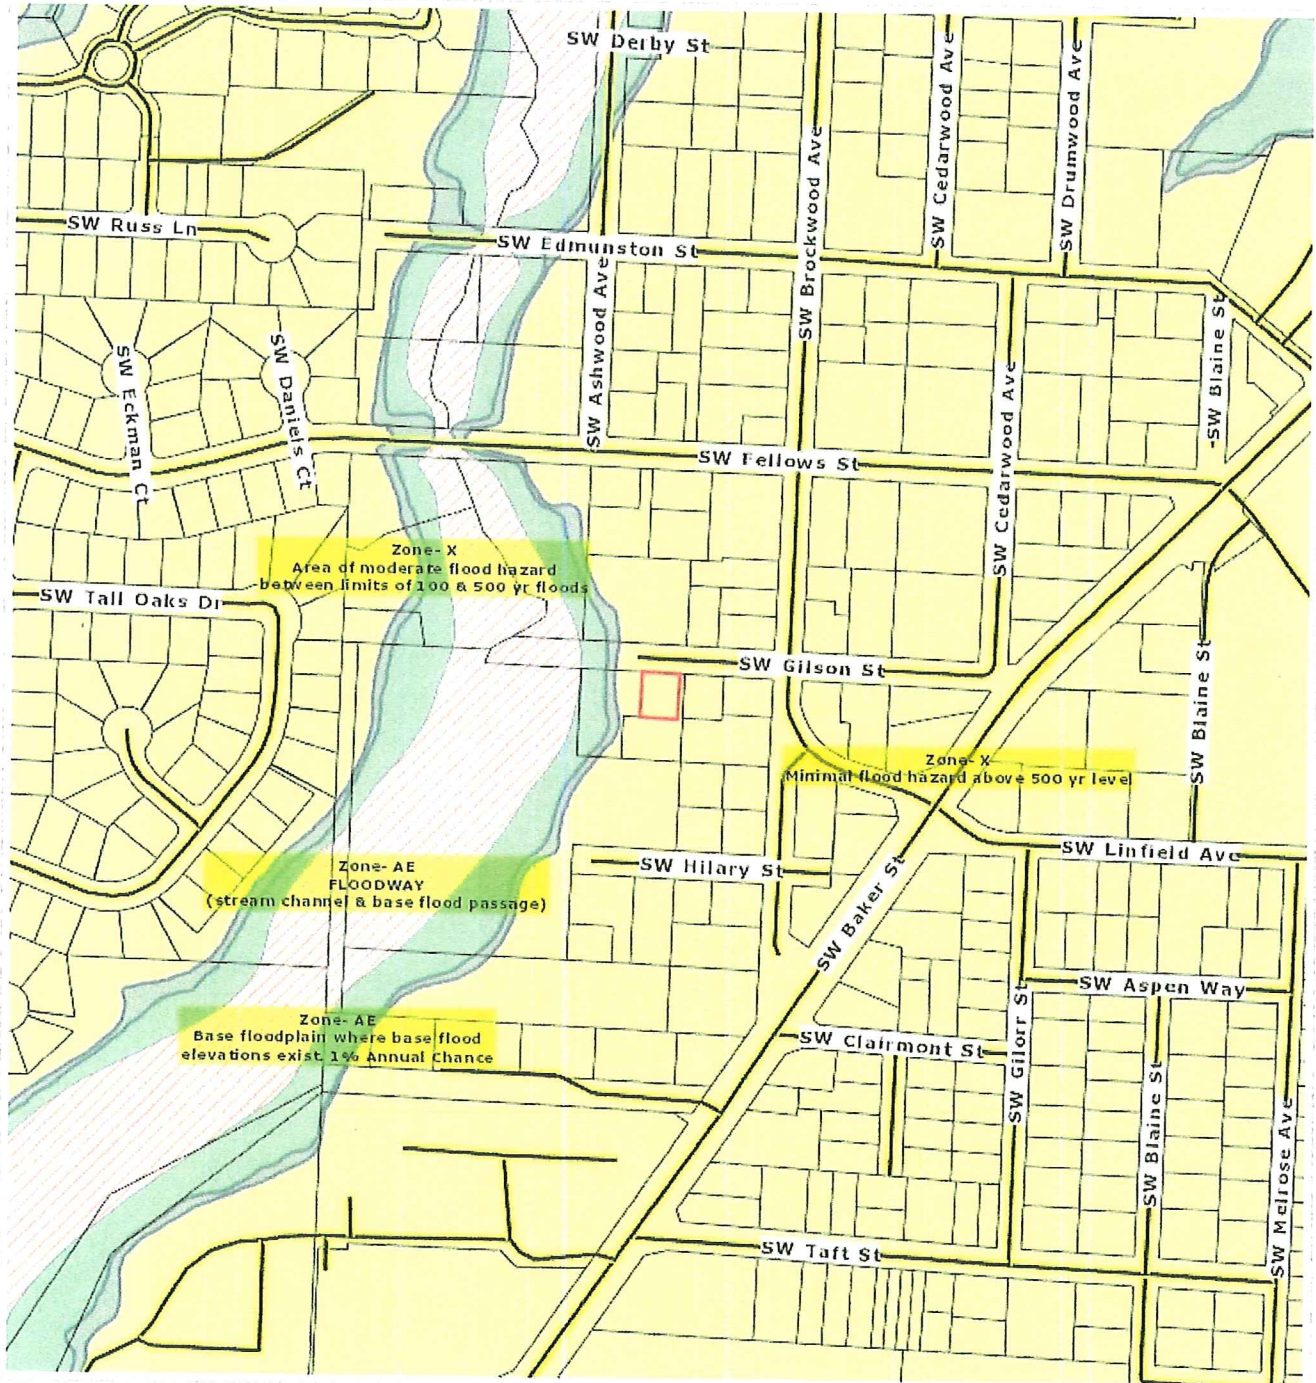 SW Derby St
SW Cedarwood Ave
SW Drumwood Ave
SW Brockwood Ave
SW Russ Ln
SW Edmunston St
SW Ashwood Ave
SW Blaine St
SW Eckman Ct
SW Daniels Ct
SW Cedarwood Ave
SW Fellows St
Zone- X
Area of moderate flood hazard
between limits of 100 & 500 yr floods
SW Tall Oaks Dr
SW Gilson St
SW Blaine St
Zone- X
Minimal flood hazard above 500 yr level
SW Linfield Ave
Zone- AE
FLOODWAY
(stream channel & base flood passage)
SW Hilary St
SW Baker St
SW Aspen Way
Zone- AE
Base floodplain where base flood
elevations exist. 1% Annual Chance
SW Clairmont St
SW Gilorr St
SW Blaine St
SW Melrose Ave
SW Taft St